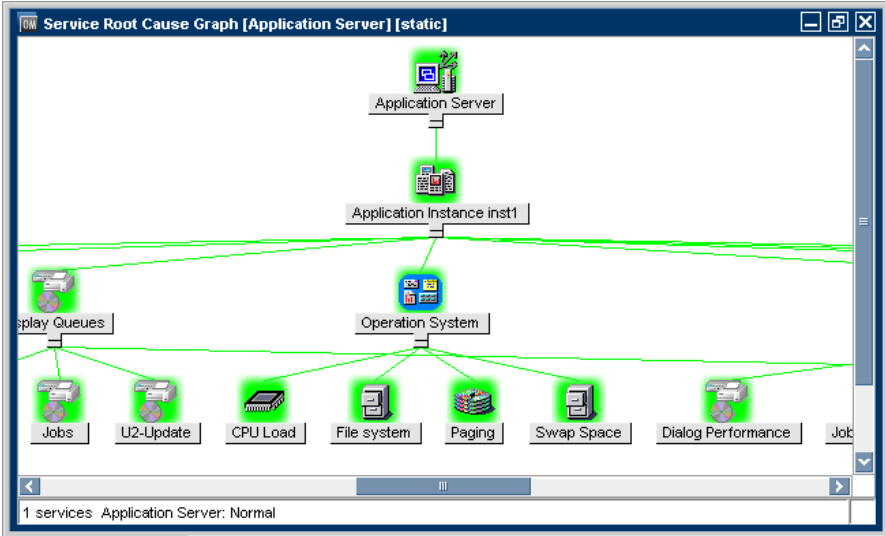 OM Service Root Cause Graph [Application Server] [static]
Application Server
Application Instance inst1
splay Queues
Operation System
Jobs
U2-Update
CPU Load
File system
Paging
Swap Space
Dialog Performance
Job
1 services Application Server: Normal